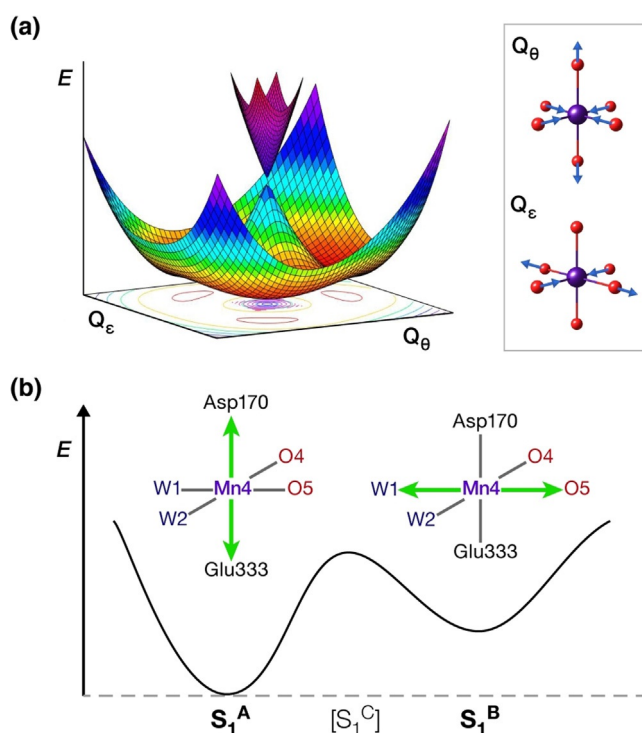 (a)
E
Qθ
Qε
Qε
Qθ
(b)
E
Asp170
O4
W1 Mn4 O5
W2
Glu333
Asp170
O4
W1 Mn4 O5
W2
Glu333
S₁ᴬ [S₁ᶜ] S₁ᴮ